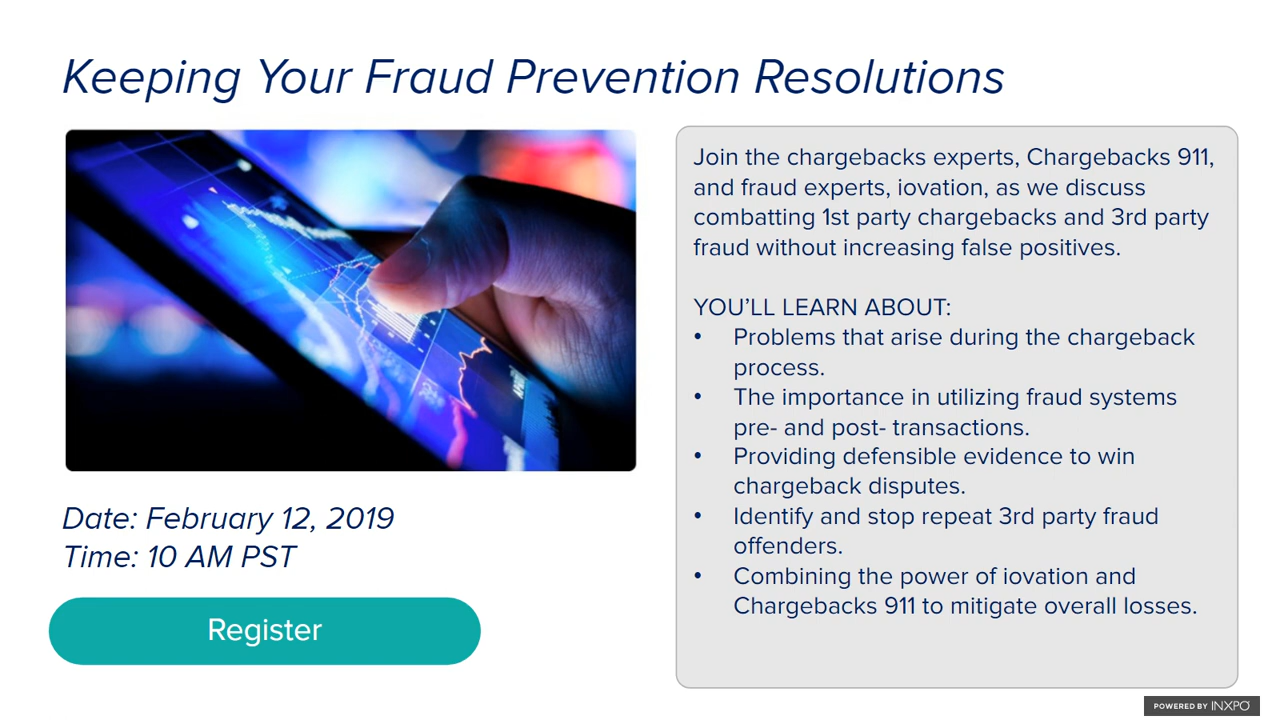 Keeping Your Fraud Prevention Resolutions
Join the chargebacks experts, Chargebacks 911,
and fraud experts, iovation, as we discuss
combatting 1st party chargebacks and 3rd party
fraud without increasing false positives.
YOU’LL LEARN ABOUT:
• Problems that arise during the chargeback
process.
• The importance in utilizing fraud systems
pre- and post- transactions.
• Providing defensible evidence to win
chargeback disputes.
• Identify and stop repeat 3rd party fraud
offenders.
• Combining the power of iovation and
Chargebacks 911 to mitigate overall losses.
Date: February 12, 2019
Time: 10 AM PST
Register
POWERED BY INXPO